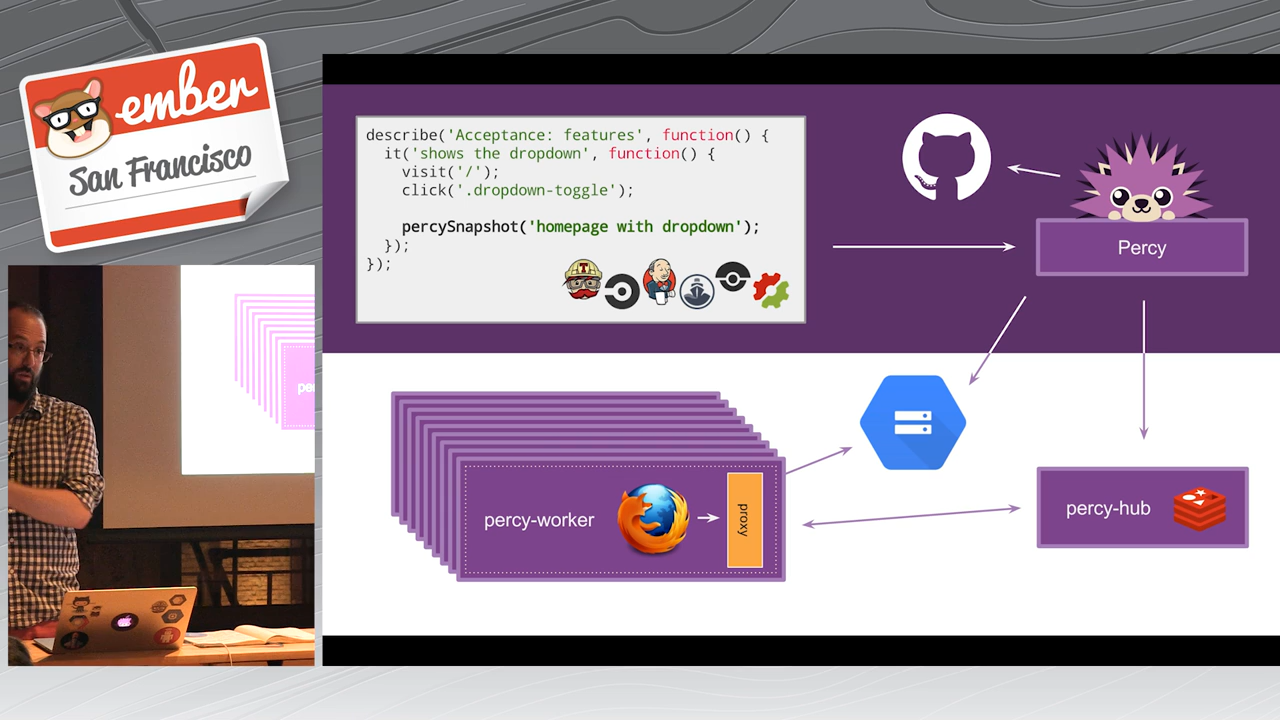 ember
San Francisco
describe('Acceptance: features', function() {
it('shows the dropdown', function() {
visit('/');
click('.dropdown-toggle');
percySnapshot('homepage with dropdown');
});
});
T
Percy
percy-worker
proxy
percy-hub
pe